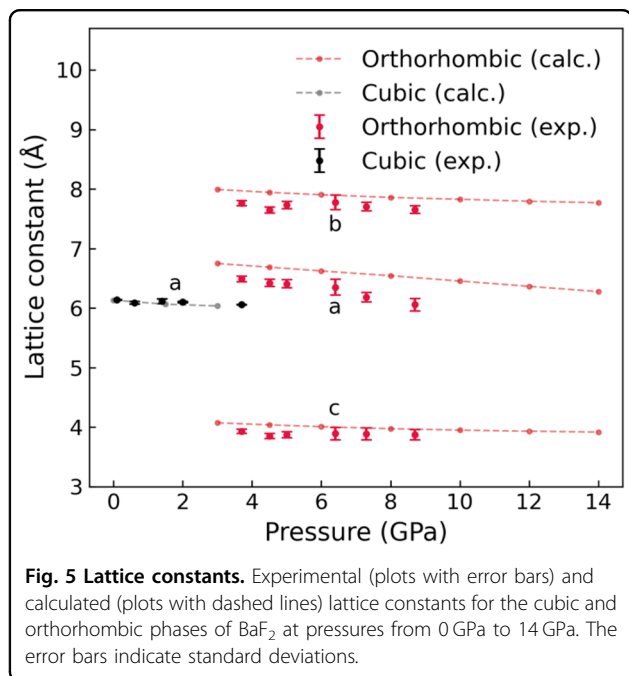 Orthorhombic (calc.)
Cubic (calc.)
Orthorhombic (exp.)
Cubic (exp.)
Lattice constant (Å)
10
9
8
7
6
5
4
3
b
a
a
c
0 2 4 6 8 10 12 14
Pressure (GPa)
Fig. 5 Lattice constants. Experimental (plots with error bars) and
calculated (plots with dashed lines) lattice constants for the cubic and
orthorhombic phases of BaF₂ at pressures from 0 GPa to 14 GPa. The
error bars indicate standard deviations.